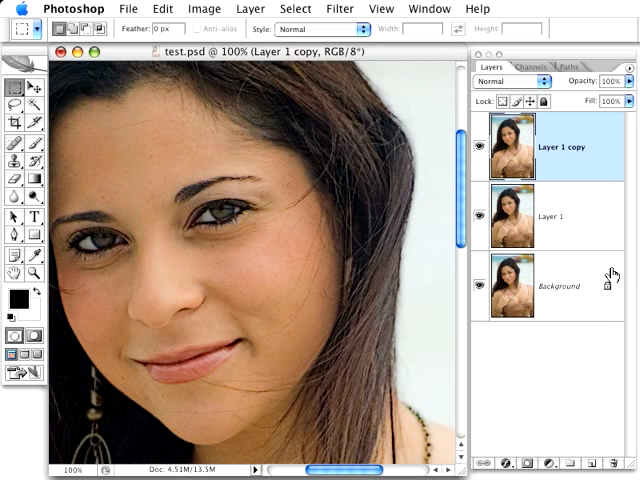 Photoshop File Edit Image Layer Select Filter View Window Help
Feather: 0 px Anti-alias Style: Normal Width: Height:
test.psd @ 100% (Layer 1 copy, RGB/8*)
Layers Channels Paths
Normal Opacity: 100%
Lock: Fill: 100%
Layer 1 copy
Layer 1
Background
T
100% Doc: 4.51M/13.5M